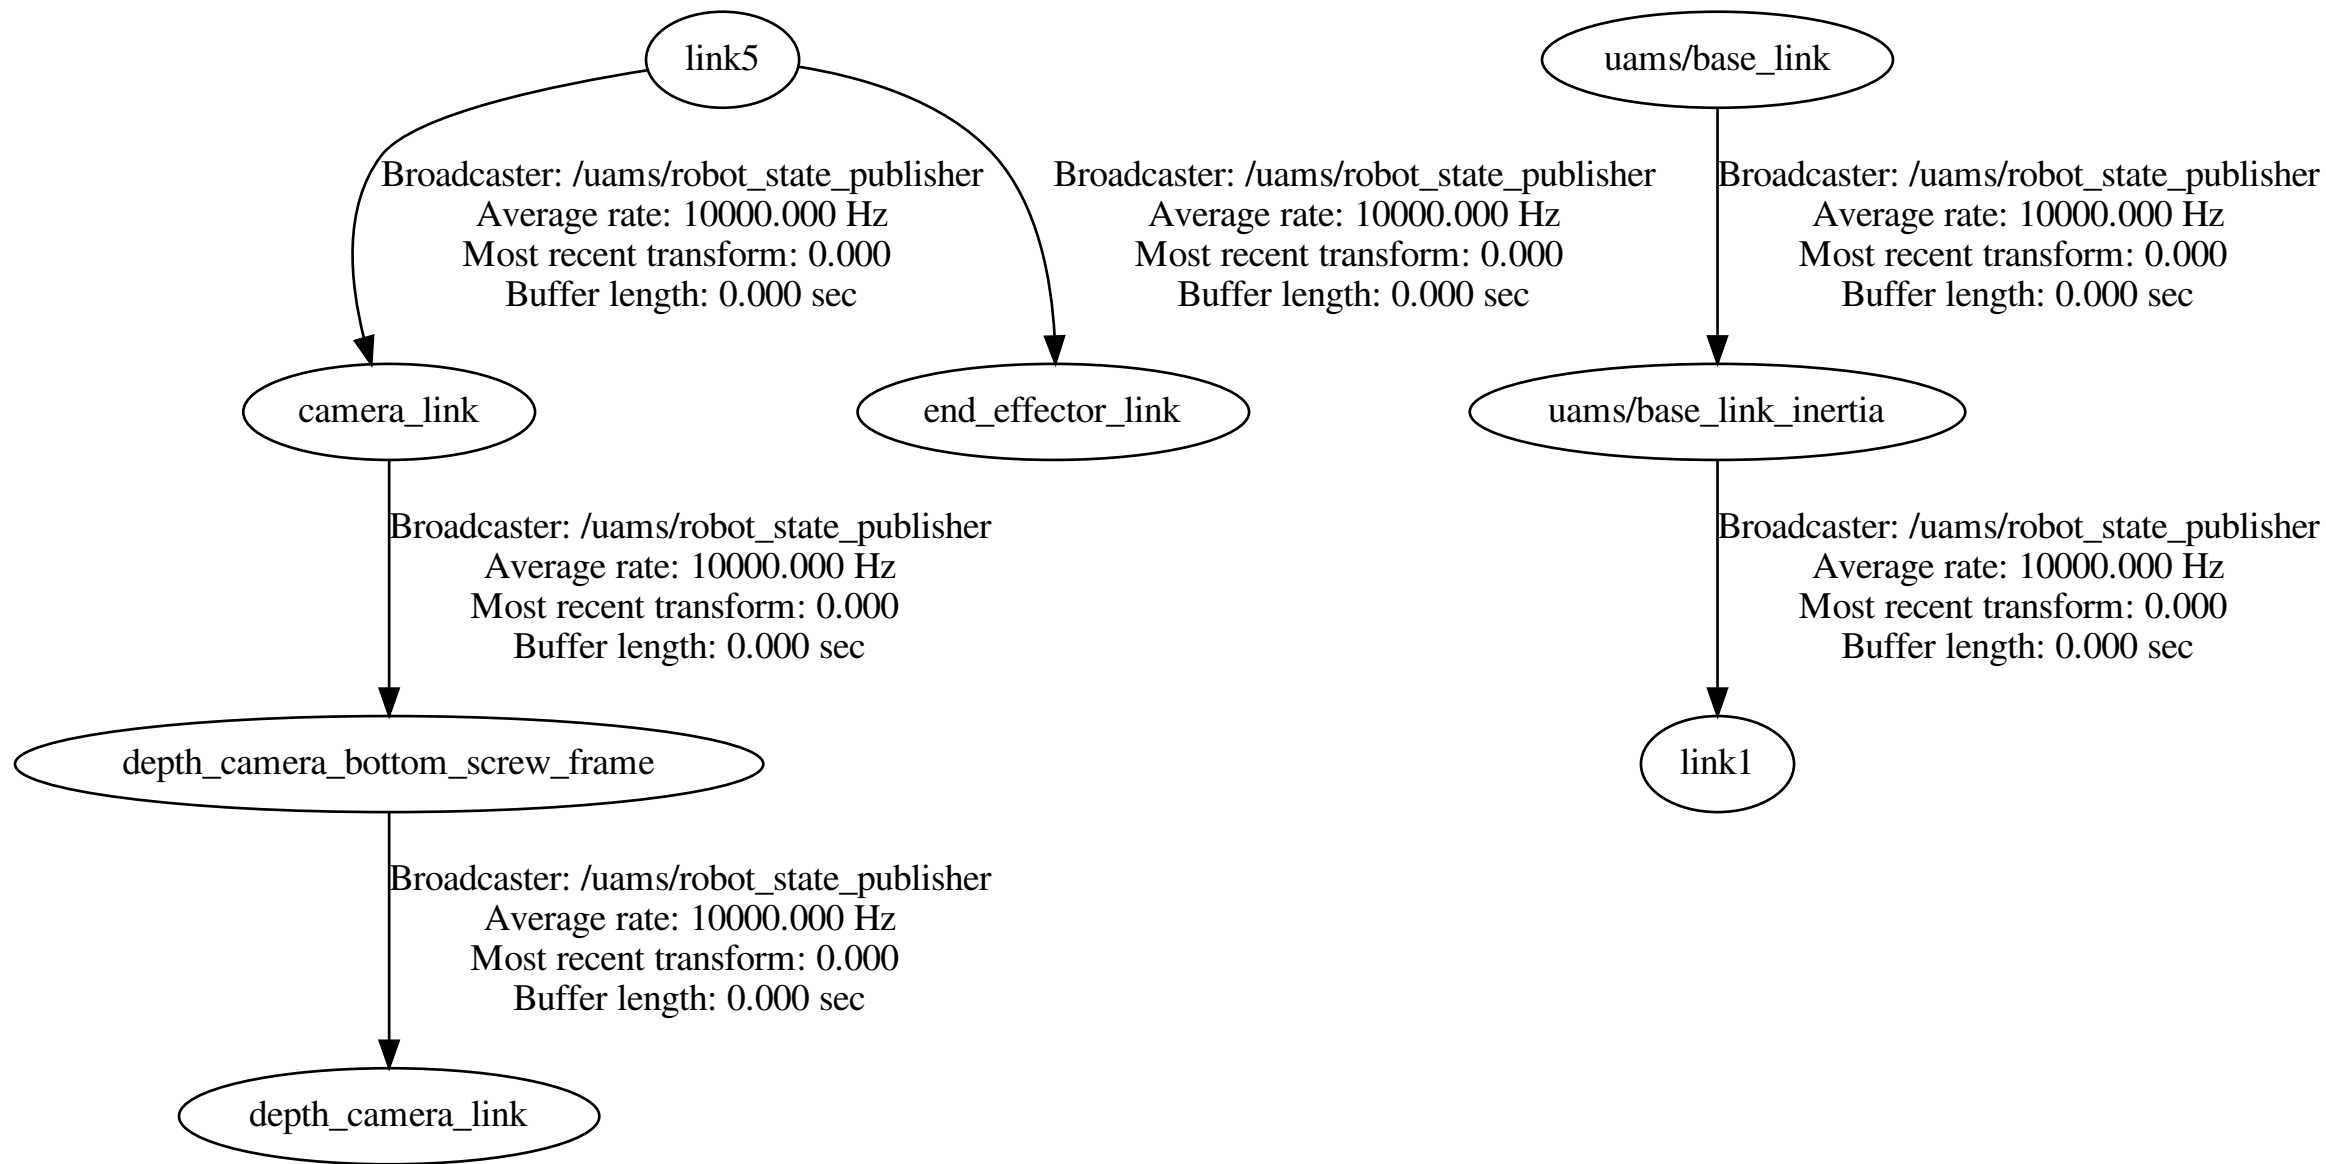 link5
uams/base_link
Broadcaster: /uams/robot_state_publisher
Average rate: 10000.000 Hz
Most recent transform: 0.000
Buffer length: 0.000 sec
Broadcaster: /uams/robot_state_publisher
Average rate: 10000.000 Hz
Most recent transform: 0.000
Buffer length: 0.000 sec
Broadcaster: /uams/robot_state_publisher
Average rate: 10000.000 Hz
Most recent transform: 0.000
Buffer length: 0.000 sec
camera_link
end_effector_link
uams/base_link_inertia
Broadcaster: /uams/robot_state_publisher
Average rate: 10000.000 Hz
Most recent transform: 0.000
Buffer length: 0.000 sec
Broadcaster: /uams/robot_state_publisher
Average rate: 10000.000 Hz
Most recent transform: 0.000
Buffer length: 0.000 sec
depth_camera_bottom_screw_frame
link1
Broadcaster: /uams/robot_state_publisher
Average rate: 10000.000 Hz
Most recent transform: 0.000
Buffer length: 0.000 sec
depth_camera_link